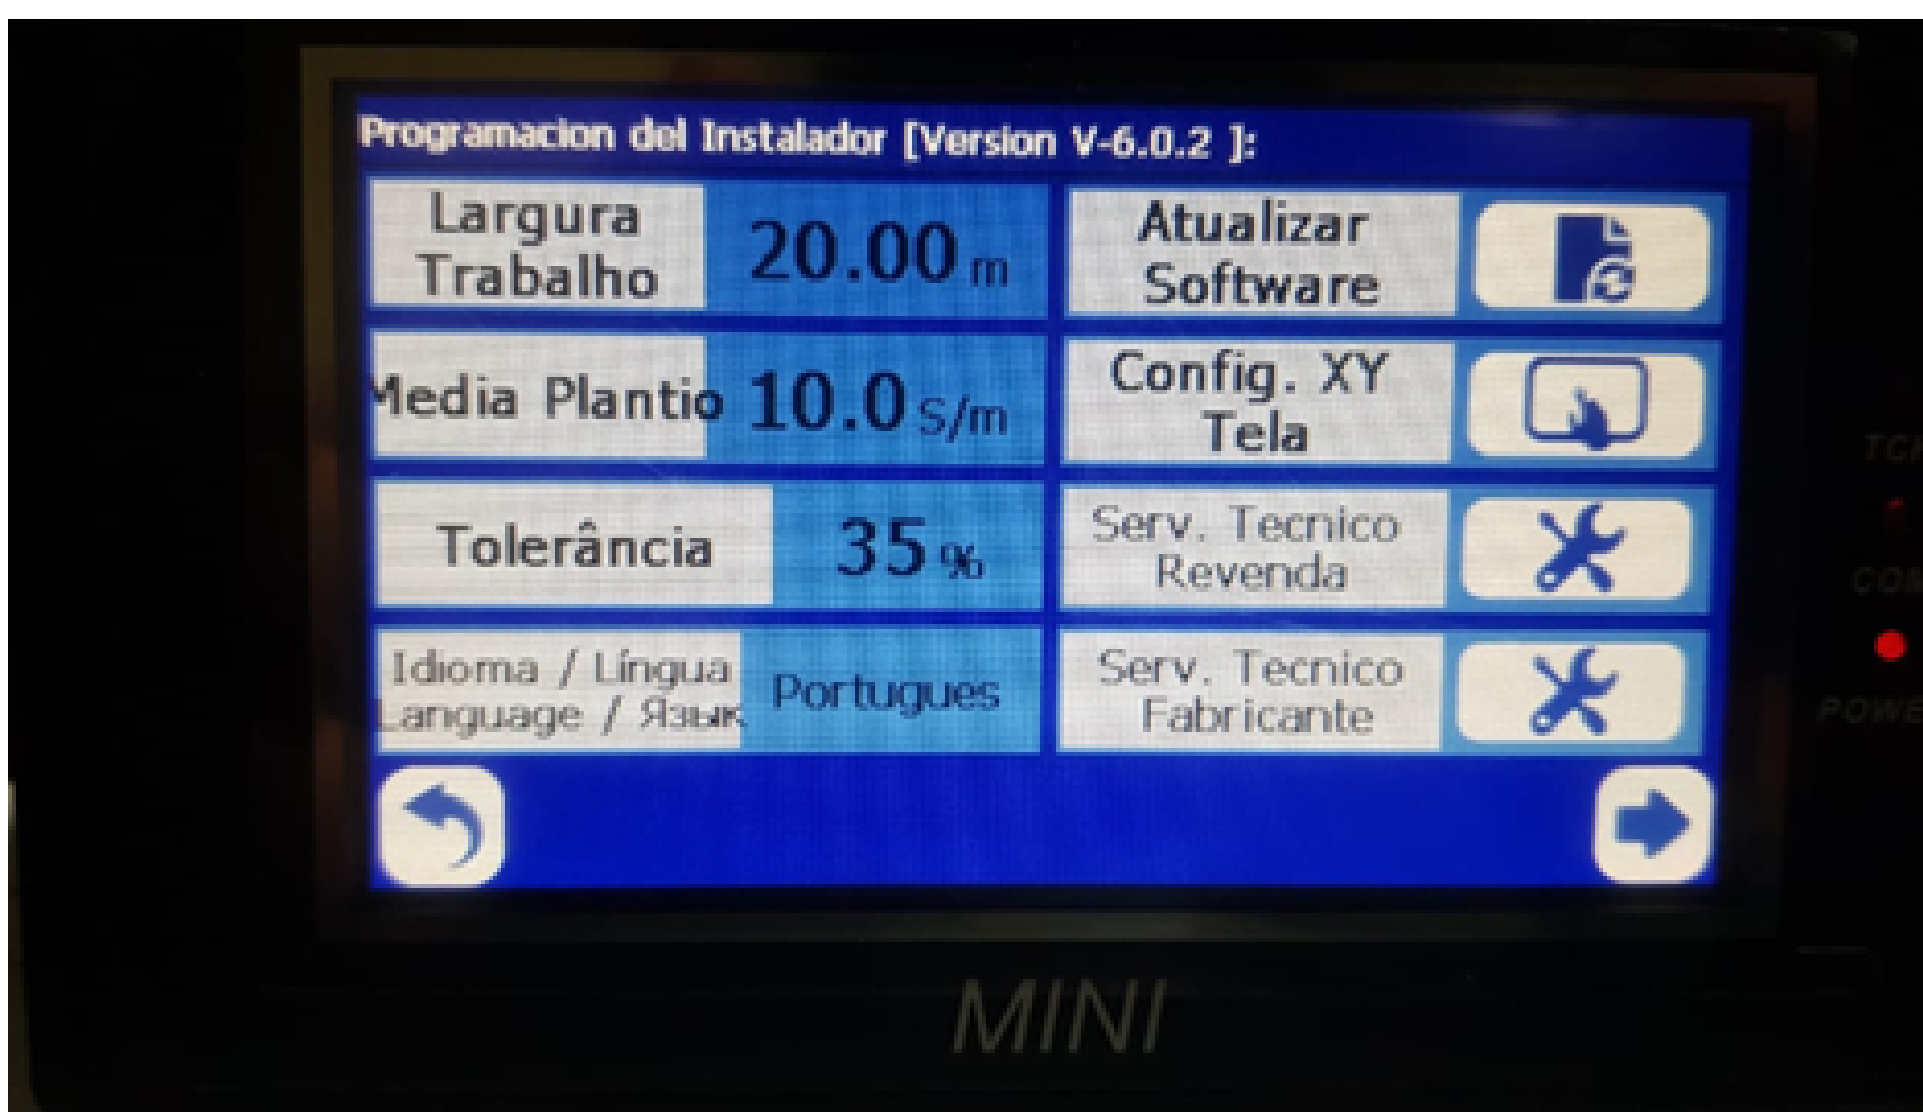 Programacion del Instalador [Version V-6.0.2 ]:
Largura
Trabalho
20.00 m
Atualizar
Software
Media Plantio
10.0 S/m
Config. XY
Tela
Tolerância
35 %
Serv. Tecnico
Revenda
Idioma / Língua
Language / Язык
Portugues
Serv. Tecnico
Fabricante
MINI